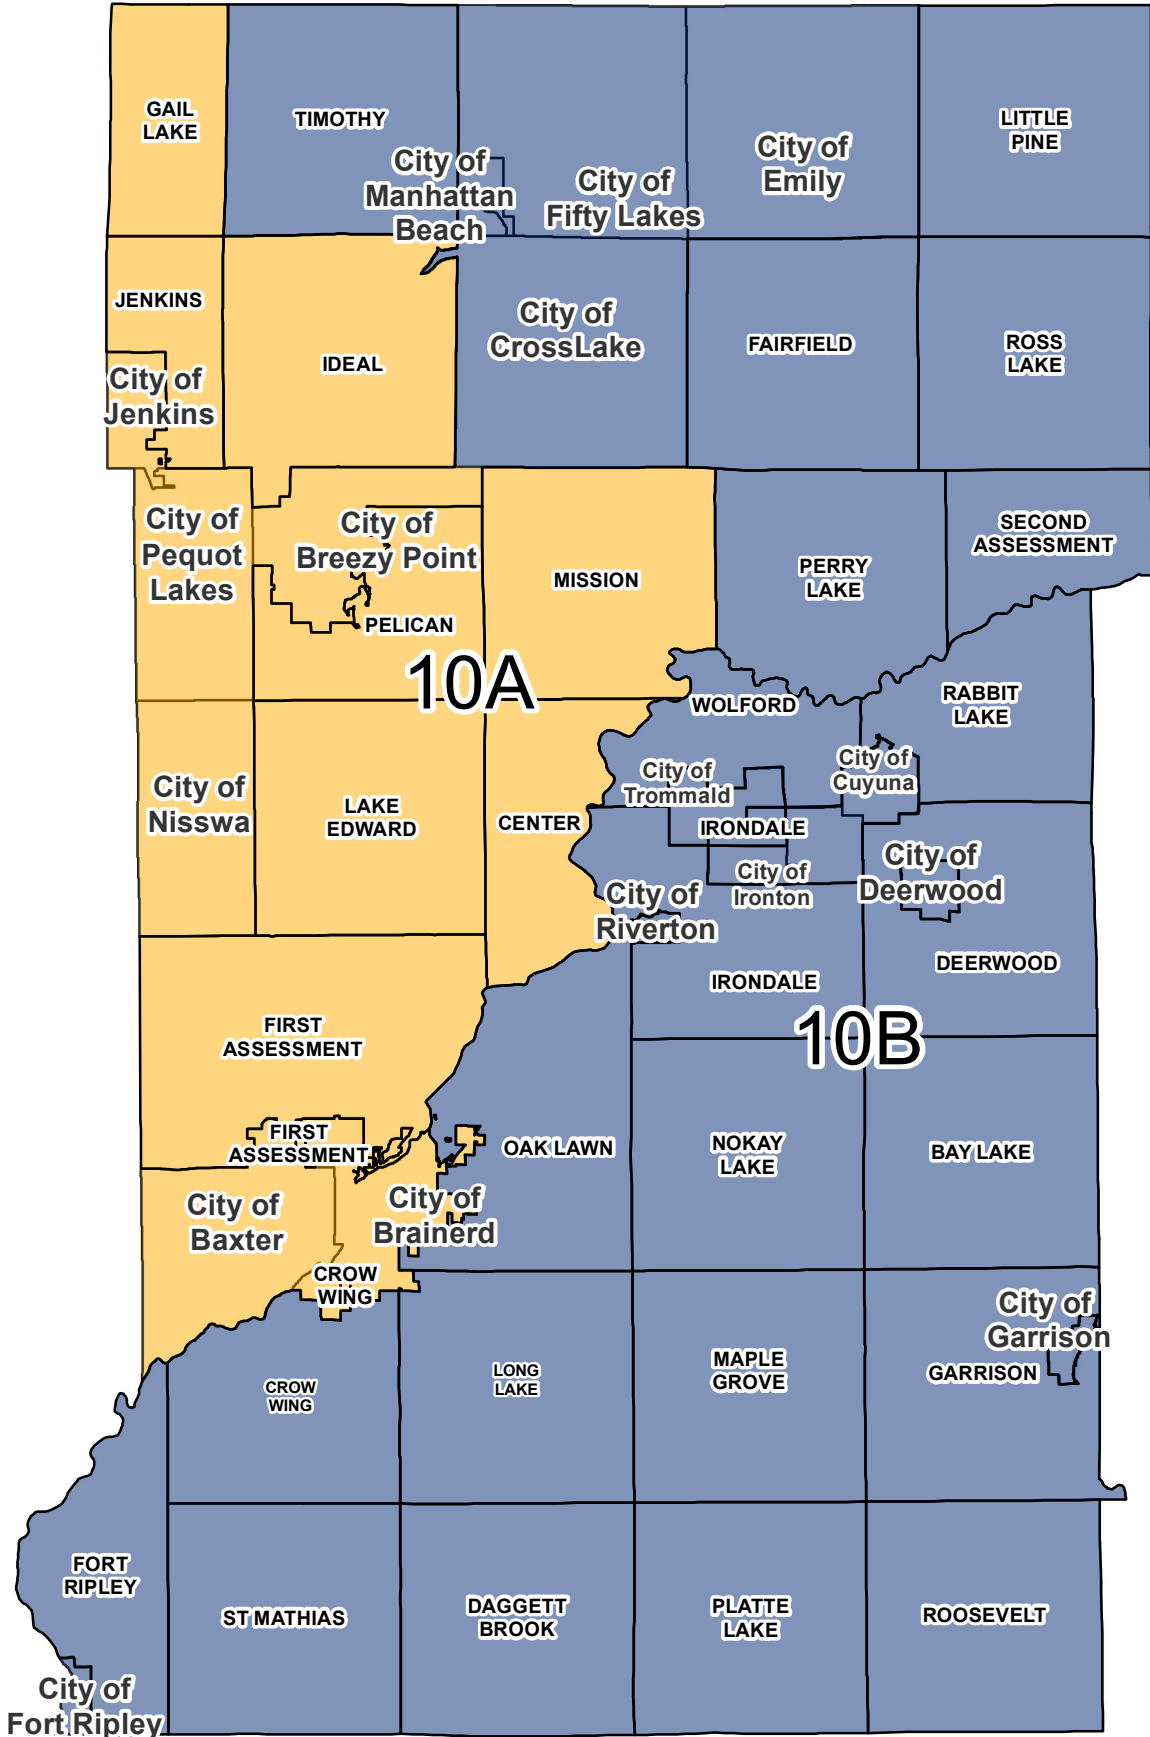 GAIL
LAKE
TIMOTHY
City of
Manhattan
Beach
City of
Fifty Lakes
City of
Emily
LITTLE
PINE
JENKINS
City of
Jenkins
IDEAL
City of
CrossLake
FAIRFIELD
ROSS
LAKE
City of
Pequot
Lakes
City of
Breezy Point
PELICAN
MISSION
PERRY
LAKE
SECOND
ASSESSMENT
10A
WOLFORD
RABBIT
LAKE
City of
Nisswa
LAKE
EDWARD
CENTER
City of
Trommald
IRONDALE
City of
Cuyuna
City of
Ironton
City of
Deerwood
City of
Riverton
IRONDALE
DEERWOOD
10B
FIRST
ASSESSMENT
FIRST
ASSESSMENT
OAK LAWN
NOKAY
LAKE
BAY LAKE
City of
Baxter
City of
Brainerd
CROW
WING
CROW
WING
LONG
LAKE
MAPLE
GROVE
City of
Garrison
GARRISON
FORT
RIPLEY
ST MATHIAS
DAGGETT
BROOK
PLATTE
LAKE
ROOSEVELT
City of
Fort Ripley